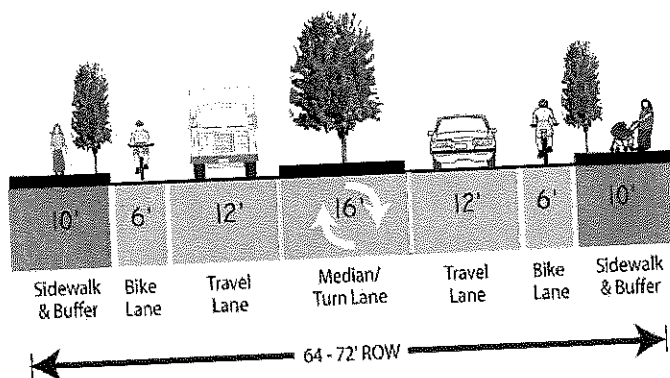 10' 6' 12' 16' 12' 6' 10'
Sidewalk & Buffer
Bike Lane
Travel Lane
Median/ Turn Lane
Travel Lane
Bike Lane
Sidewalk & Buffer
64 - 72' ROW